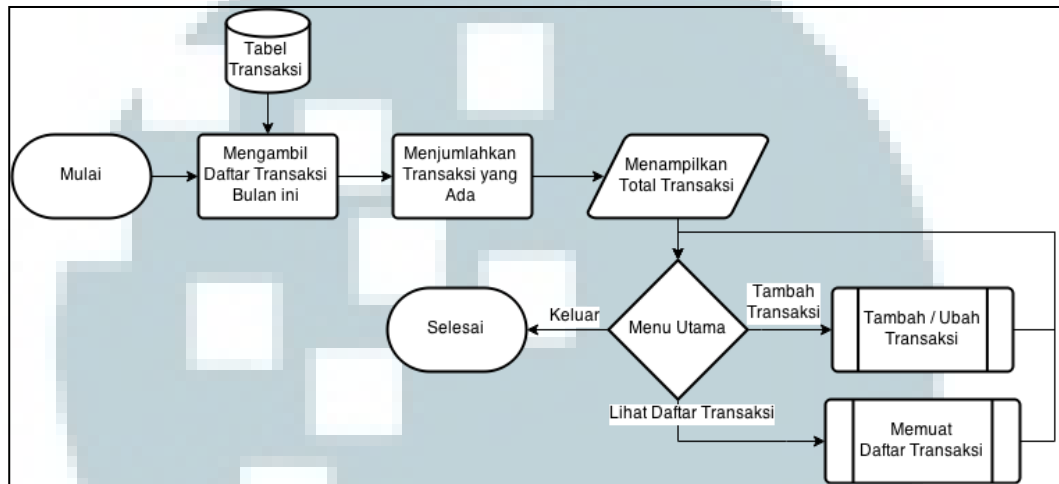 Tabel
Transaksi
Mulai
Mengambil
Daftar Transaksi
Bulan ini
Menjumlahkan
Transaksi yang
Ada
Menampilkan
Total Transaksi
Selesai
Keluar
Menu Utama
Tambah
Transaksi
Tambah / Ubah
Transaksi
Lihat Daftar Transaksi
Memuat
Daftar Transaksi